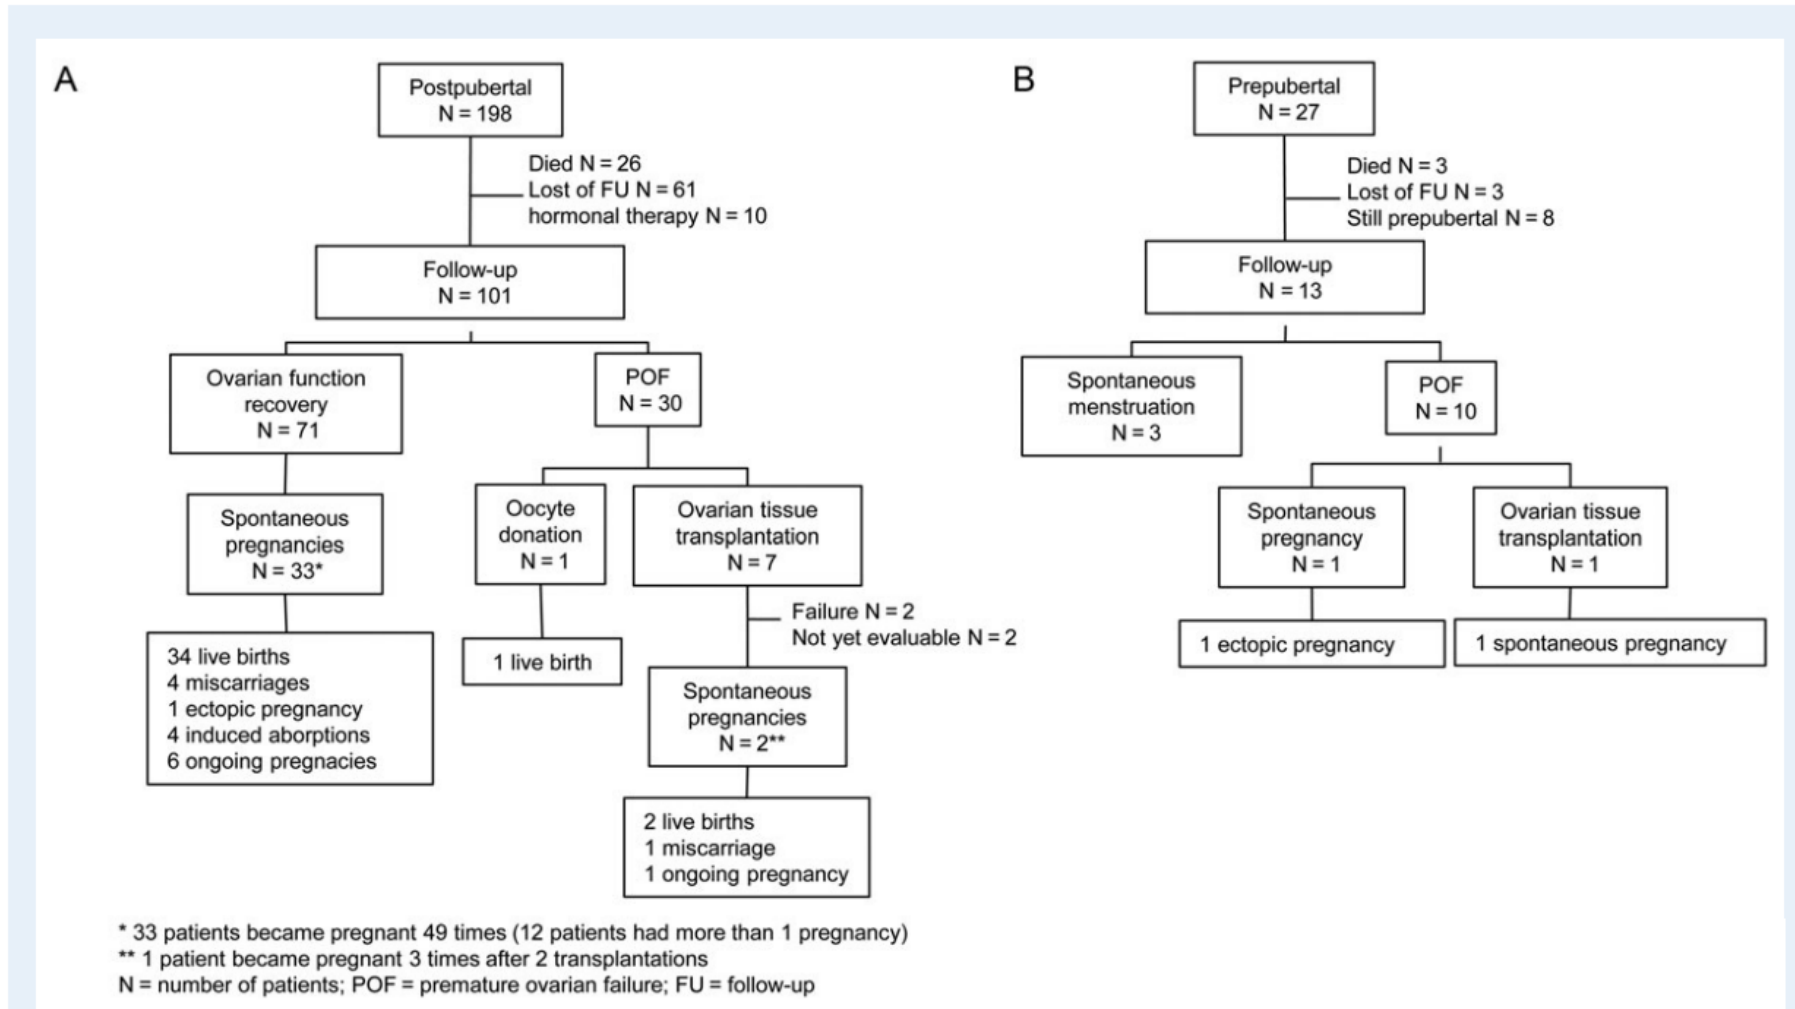 A
Postpubertal
N = 198
Died N = 26
Lost of FU N = 61
hormonal therapy N = 10
Follow-up
N = 101
Ovarian function
recovery
N = 71
POF
N = 30
Spontaneous
pregnancies
N = 33*
Oocyte
donation
N = 1
Ovarian tissue
transplantation
N = 7
34 live births
4 miscarriages
1 ectopic pregnancy
4 induced aborptions
6 ongoing pregnacies
1 live birth
Failure N = 2
Not yet evaluable N = 2
Spontaneous
pregnancies
N = 2**
2 live births
1 miscarriage
1 ongoing pregnancy
B
Prepubertal
N = 27
Died N = 3
Lost of FU N = 3
Still prepubertal N = 8
Follow-up
N = 13
Spontaneous
menstruation
N = 3
POF
N = 10
Spontaneous
pregnancy
N = 1
Ovarian tissue
transplantation
N = 1
1 ectopic pregnancy
1 spontaneous pregnancy
* 33 patients became pregnant 49 times (12 patients had more than 1 pregnancy)
** 1 patient became pregnant 3 times after 2 transplantations
N = number of patients; POF = premature ovarian failure; FU = follow-up